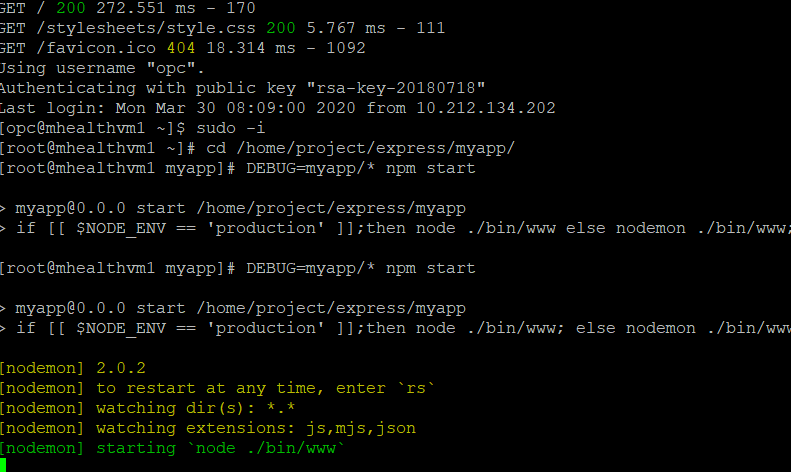 GET / 200 272.551 ms - 170
GET /stylesheets/style.css 200 5.767 ms - 111
GET /favicon.ico 404 18.314 ms - 1092
Using username "opc".
Authenticating with public key "rsa-key-20180718"
Last login: Mon Mar 30 08:09:00 2020 from 10.212.134.202
[opc@mhealthvm1 ~]$ sudo -i
[root@mhealthvm1 ~]# cd /home/project/express/myapp/
[root@mhealthvm1 myapp]# DEBUG=myapp/* npm start
> myapp@0.0.0 start /home/project/express/myapp
> if [[ $NODE_ENV == 'production' ]];then node ./bin/www else nodemon ./bin/www;
[root@mhealthvm1 myapp]# DEBUG=myapp/* npm start
> myapp@0.0.0 start /home/project/express/myapp
> if [[ $NODE_ENV == 'production' ]];then node ./bin/www; else nodemon ./bin/www
[nodemon] 2.0.2
[nodemon] to restart at any time, enter `rs`
[nodemon] watching dir(s): *.*
[nodemon] watching extensions: js,mjs,json
[nodemon] starting `node ./bin/www`